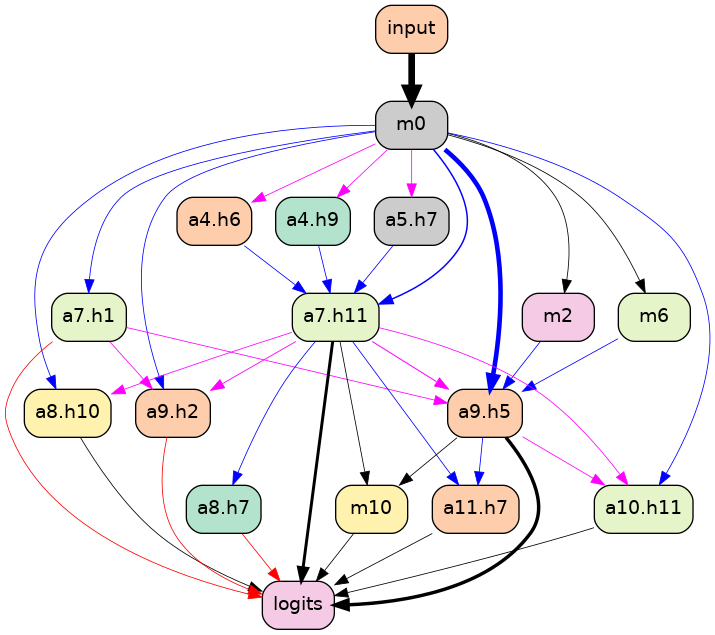 input
m0
a4.h6 a4.h9 a5.h7
a7.h1 a7.h11 m2 m6
a8.h10 a9.h2 a9.h5
a8.h7 m10 a11.h7 a10.h11
logits